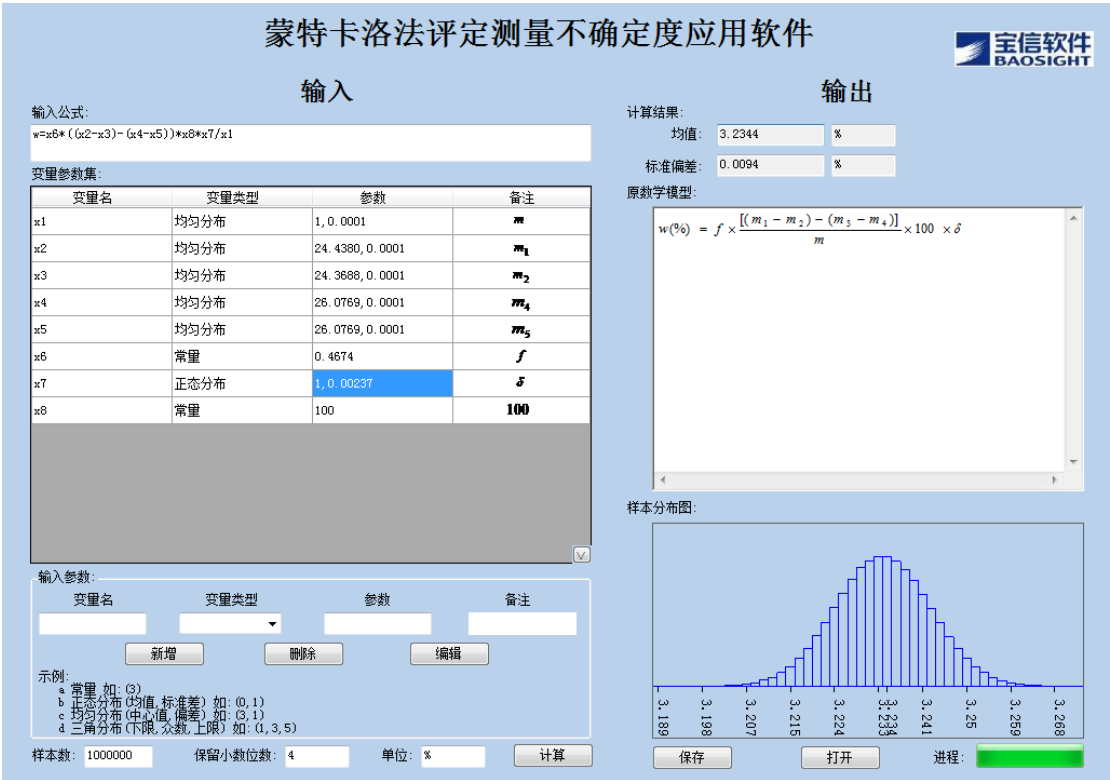 蒙特卡洛法评定测量不确定度应用软件
宝信软件
BAOSIGHT
输入
输入公式:
w=x6*((x2-x3)-(x4-x5))*x8*x7/x1
变量参数集:
变量名 变量类型 参数 备注
x1 均匀分布 1,0.0001 m
x2 均匀分布 24.4380,0.0001 m₁
x3 均匀分布 24.3688,0.0001 m₂
x4 均匀分布 26.0769,0.0001 m₄
x5 均匀分布 26.0769,0.0001 m₅
x6 常量 0.4674 f
x7 正态分布 1,0.00237 δ
x8 常量 100 100
输入参数:
变量名 变量类型 参数 备注
新增 删除 编辑
示例:
a 常量 如:(3)
b 正态分布(均值,标准差) 如:(0,1)
c 均匀分布(中心值,偏差) 如:(3,1)
d 三角分布(下限,众数,上限) 如:(1,3,5)
样本数: 1000000 保留小数位数: 4 单位: % 计算
输出
计算结果:
均值: 3.2344 %
标准偏差: 0.0094 %
原数学模型:
w(%) = f × [(m₁ − m₂) − (m₃ − m₄)] / m × 100 × δ
样本分布图:
3.189 3.198 3.207 3.215 3.224 3.233 3.234 3.241 3.25 3.259 3.268
保存 打开 进程: